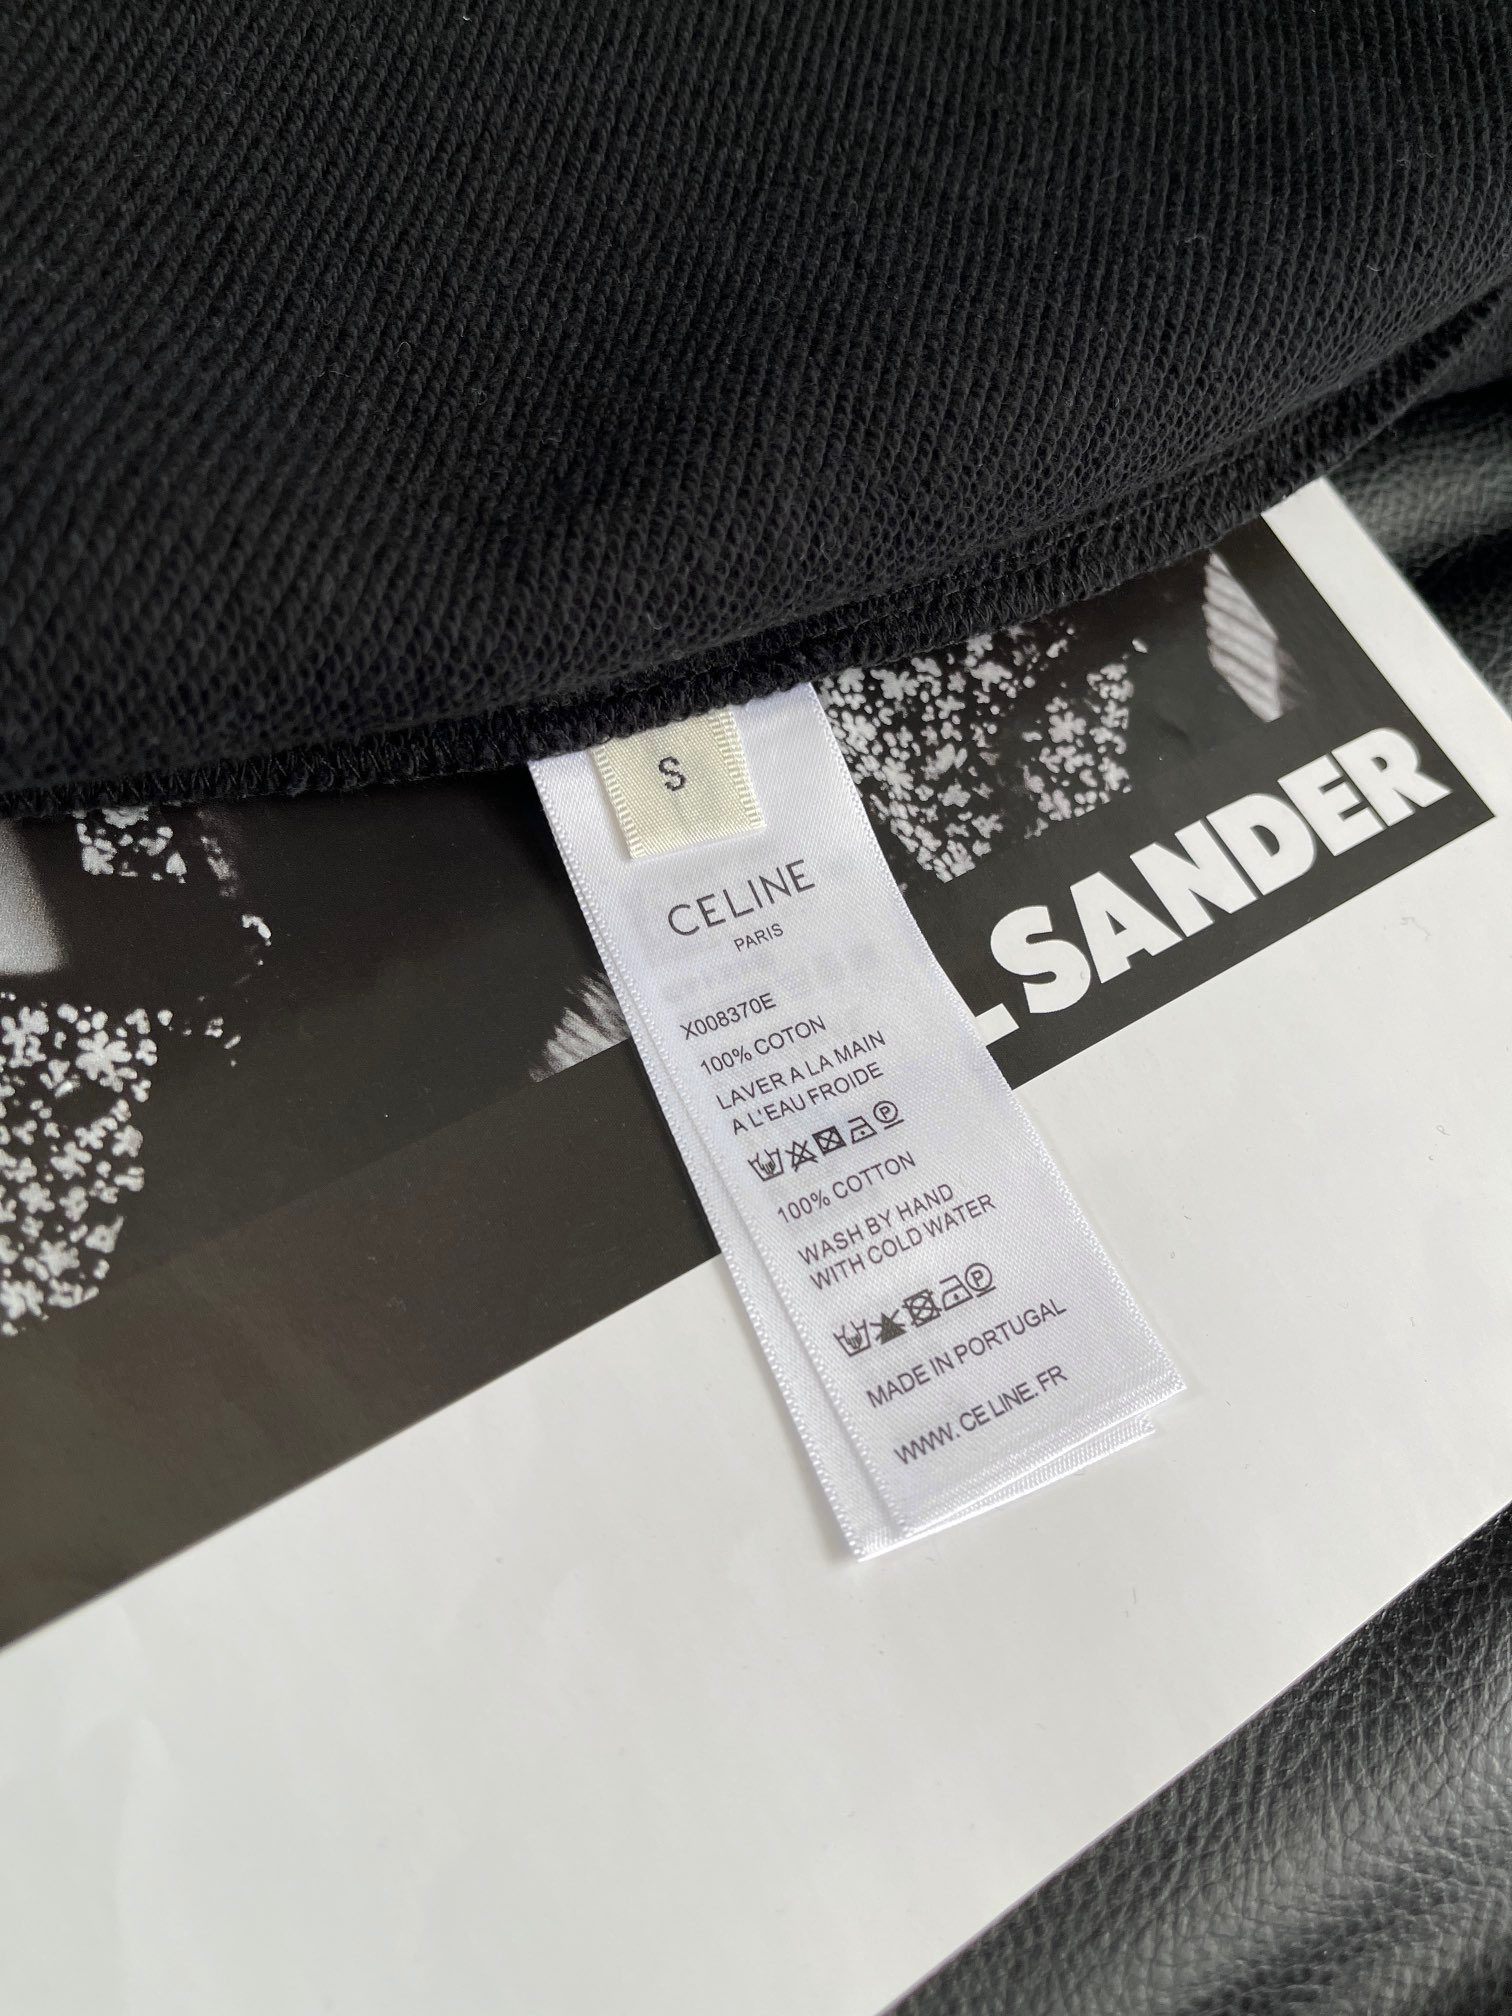 S
CELINE
PARIS
X008370E
100% COTON
LAVER A LA MAIN
A L'EAU FROIDE
P
100% COTTON
WASH BY HAND
WITH COLD WATER
P
MADE IN PORTUGAL
WWW.CELINE.FR
SANDER